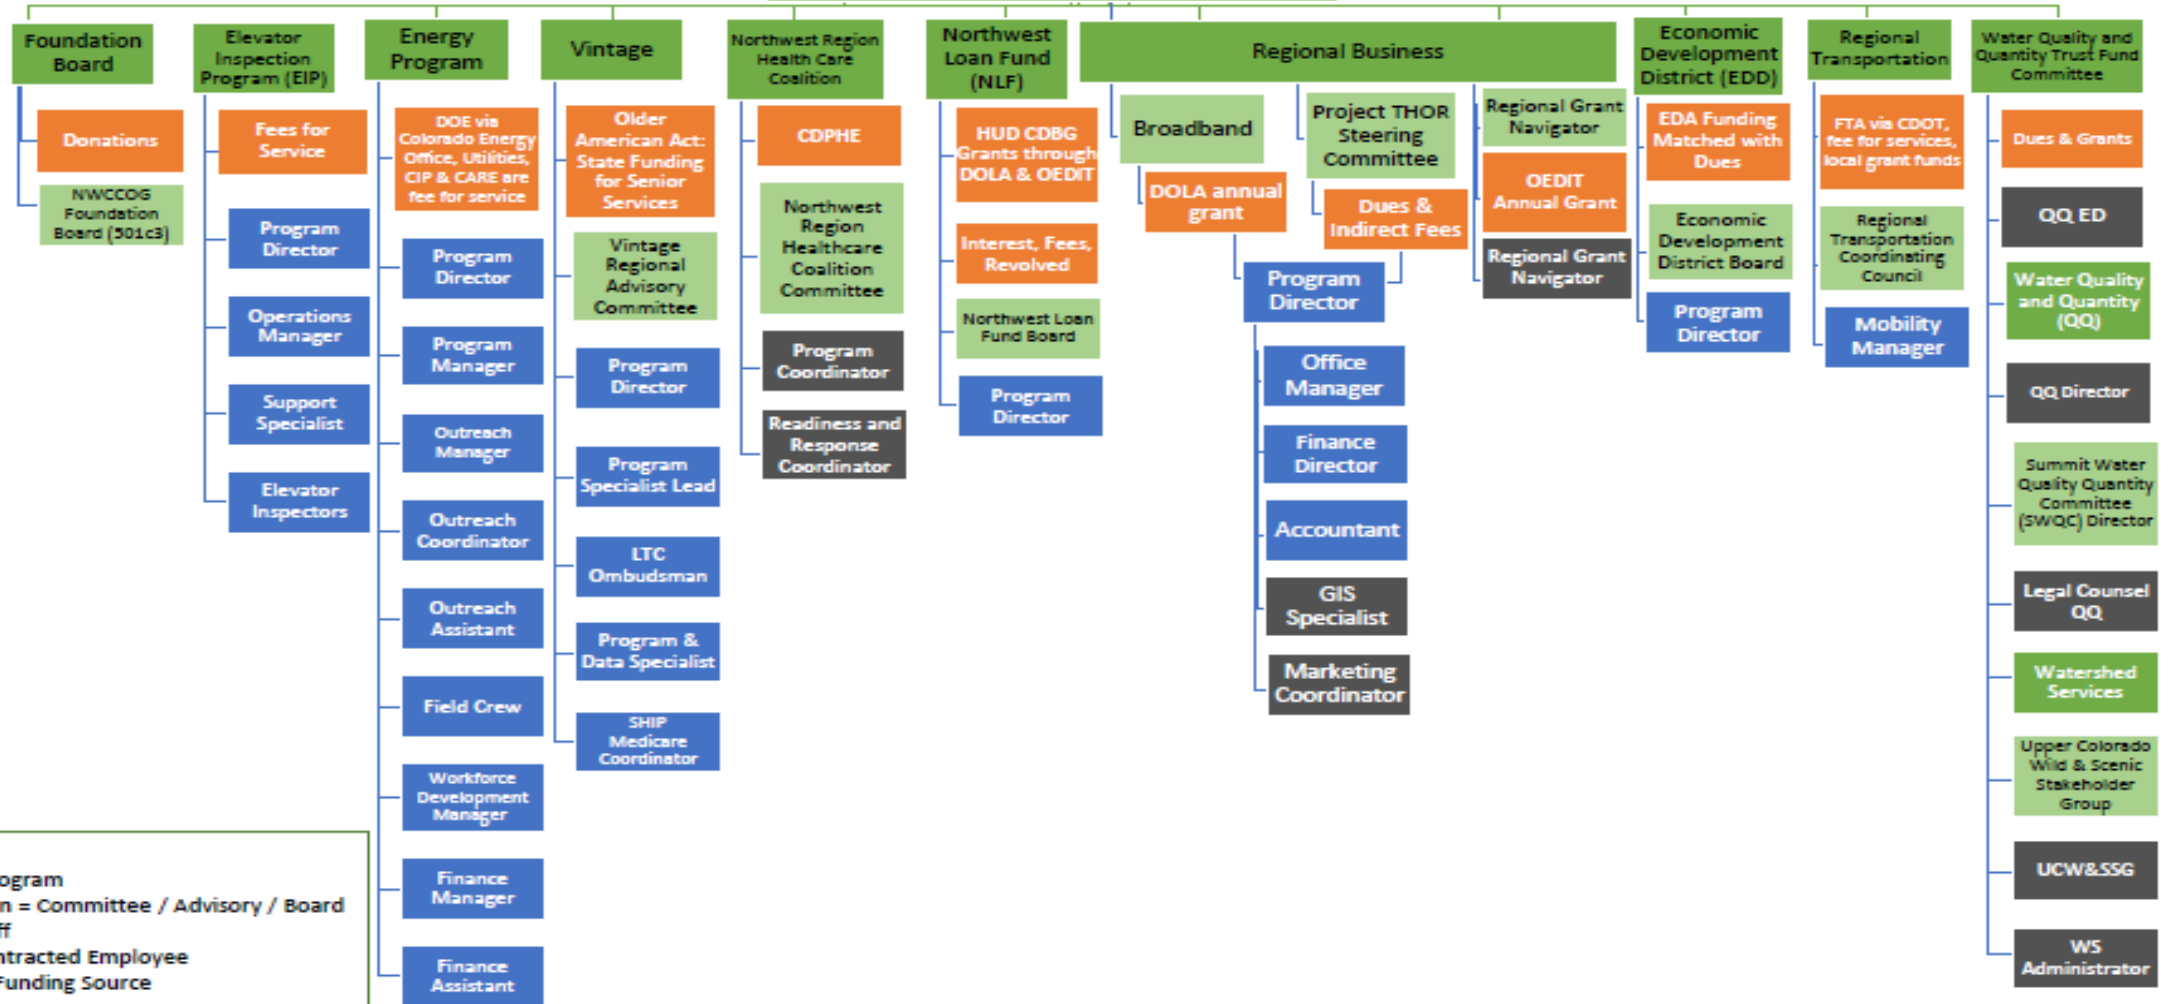 Foundation
Board
Donations
NWCCOG
Foundation
Board (501c3)
Elevator
Inspection
Program (EIP)
Fees for
Service
Program
Director
Operations
Manager
Support
Specialist
Elevator
Inspectors
Energy
Program
DOE via
Colorado Energy
Office, Utilities,
CIP & CARE are
fee for service
Program
Director
Program
Manager
Outreach
Manager
Outreach
Coordinator
Outreach
Assistant
Field Crew
Workforce
Development
Manager
Finance
Manager
Finance
Assistant
Vintage
Older
American Act:
State Funding
for Senior
Services
Vintage
Regional
Advisory
Committee
Program
Director
Program
Specialist Lead
LTC
Ombudsman
Program &
Data Specialist
SHIP
Medicare
Coordinator
Northwest Region
Health Care
Coalition
CDPHE
Northwest
Region
Healthcare
Coalition
Committee
Program
Coordinator
Readiness and
Response
Coordinator
Northwest
Loan Fund
(NLF)
HUD CDBG
Grants through
DOLA & OEDIT
Interest, Fees,
Revolved
Northwest Loan
Fund Board
Program
Director
Regional Business
Broadband
DOLA annual
grant
Project THOR
Steering
Committee
Dues &
Indirect Fees
Program
Director
Office
Manager
Finance
Director
Accountant
GIS
Specialist
Marketing
Coordinator
Regional Grant
Navigator
OEDIT
Annual Grant
Regional Grant
Navigator
Economic
Development
District (EDD)
EDA Funding
Matched with
Dues
Economic
Development
District Board
Program
Director
Regional
Transportation
FTA via CDOT,
fee for services,
local grant funds
Regional
Transportation
Coordinating
Council
Mobility
Manager
Water Quality and
Quantity Trust Fund
Committee
Dues & Grants
QQ ED
Water Quality
and Quantity
(QQ)
QQ Director
Summit Water
Quality Quantity
Committee
(SWQC) Director
Legal Counsel
QQ
Watershed
Services
Upper Colorado
Wild & Scenic
Stakeholder
Group
UCW&SSG
WS
Administrator
ogram
n = Committee / Advisory / Board
ff
ntracted Employee
Funding Source